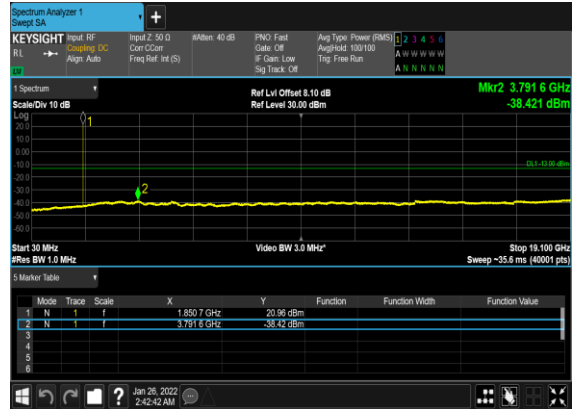 Spectrum Analyzer 1
Swept SA
+
KEYSIGHT Input: RF Input Z: 50 Ω #Atten: 40 dB PNO: Fast Avg Type: Power (RMS) 1 2 3 4 5 6
RL Coupling: DC Corr CCorr Gate: Off Avg|Hold: 100/100 A W W W W W
Align: Auto Freq Ref: Int (S) IF Gain: Low Trig: Free Run
Sig Track: Off A N N N N N
1 Spectrum Ref Lvl Offset 8.10 dB Mkr2 3.791 6 GHz
Scale/Div 10 dB Ref Level 30.00 dBm -38.421 dBm
Log
1
20.0
10.0
0.00
-10.0 DL1 -13.00 dBm
-20.0
-30.0 2
-40.0
-50.0
-60.0
Start 30 MHz Video BW 3.0 MHz* Stop 19.100 GHz
#Res BW 1.0 MHz Sweep ~35.6 ms (40001 pts)
5 Marker Table
Mode Trace Scale X Y Function Function Width Function Value
1 N 1 f 1.850 7 GHz 20.96 dBm
2 N 1 f 3.791 6 GHz -38.42 dBm
3
4
5
6
? Jan 26, 2022
2:42:42 AM